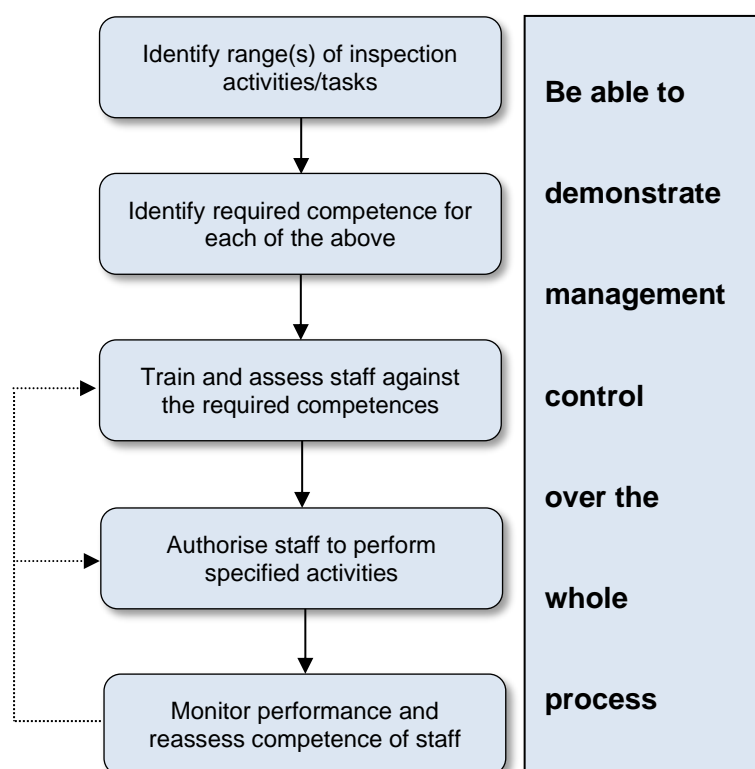 Identify range(s) of inspection
activities/tasks
Identify required competence for
each of the above
Train and assess staff against
the required competences
Authorise staff to perform
specified activities
Monitor performance and
reassess competence of staff
Be able to
demonstrate
management
control
over the
whole
process